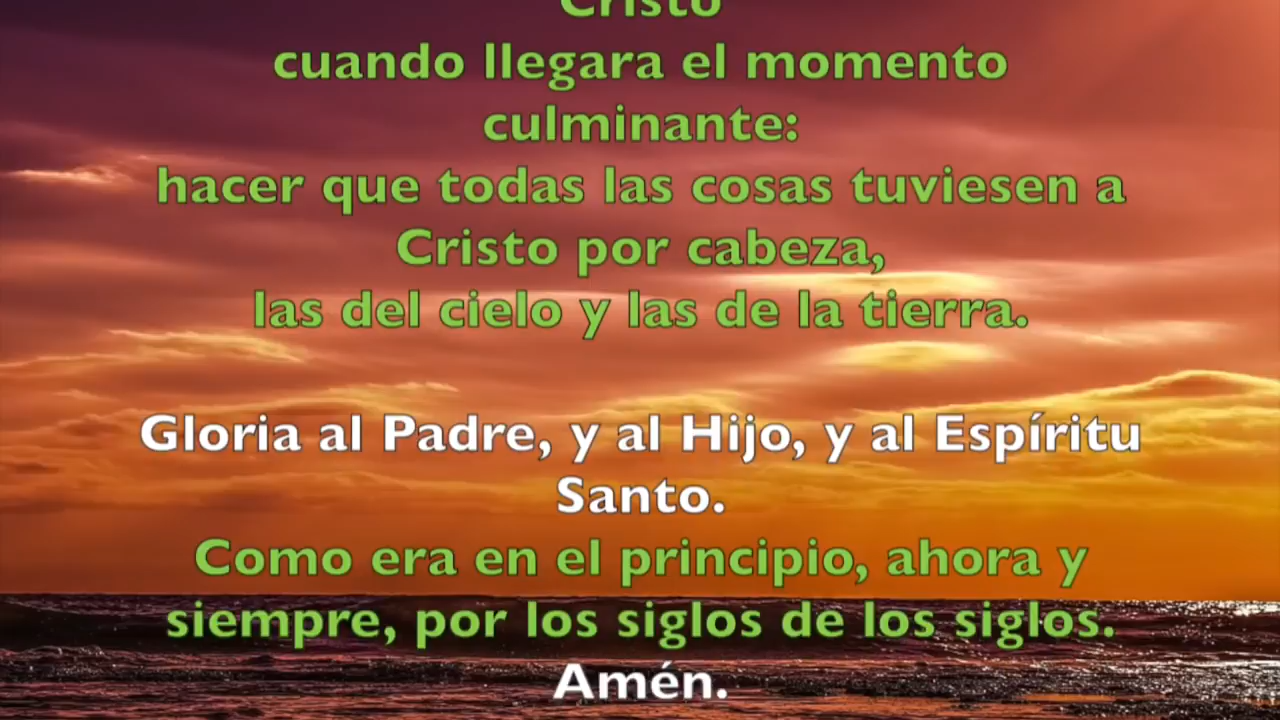 Cristo
cuando llegara el momento
culminante:
hacer que todas las cosas tuviesen a
Cristo por cabeza,
las del cielo y las de la tierra.
Gloria al Padre, y al Hijo, y al Espíritu
Santo.
Como era en el principio, ahora y
siempre, por los siglos de los siglos.
Amén.